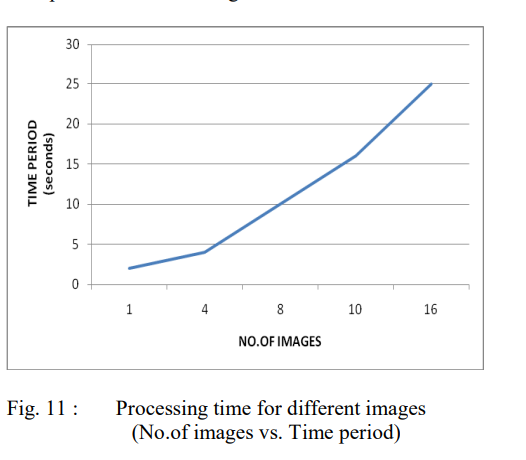 30
25
20
15
10
5
0
TIME PERIOD
(seconds)
1 4 8 10 16
NO.OF IMAGES
Fig. 11 : Processing time for different images
(No.of images vs. Time period)